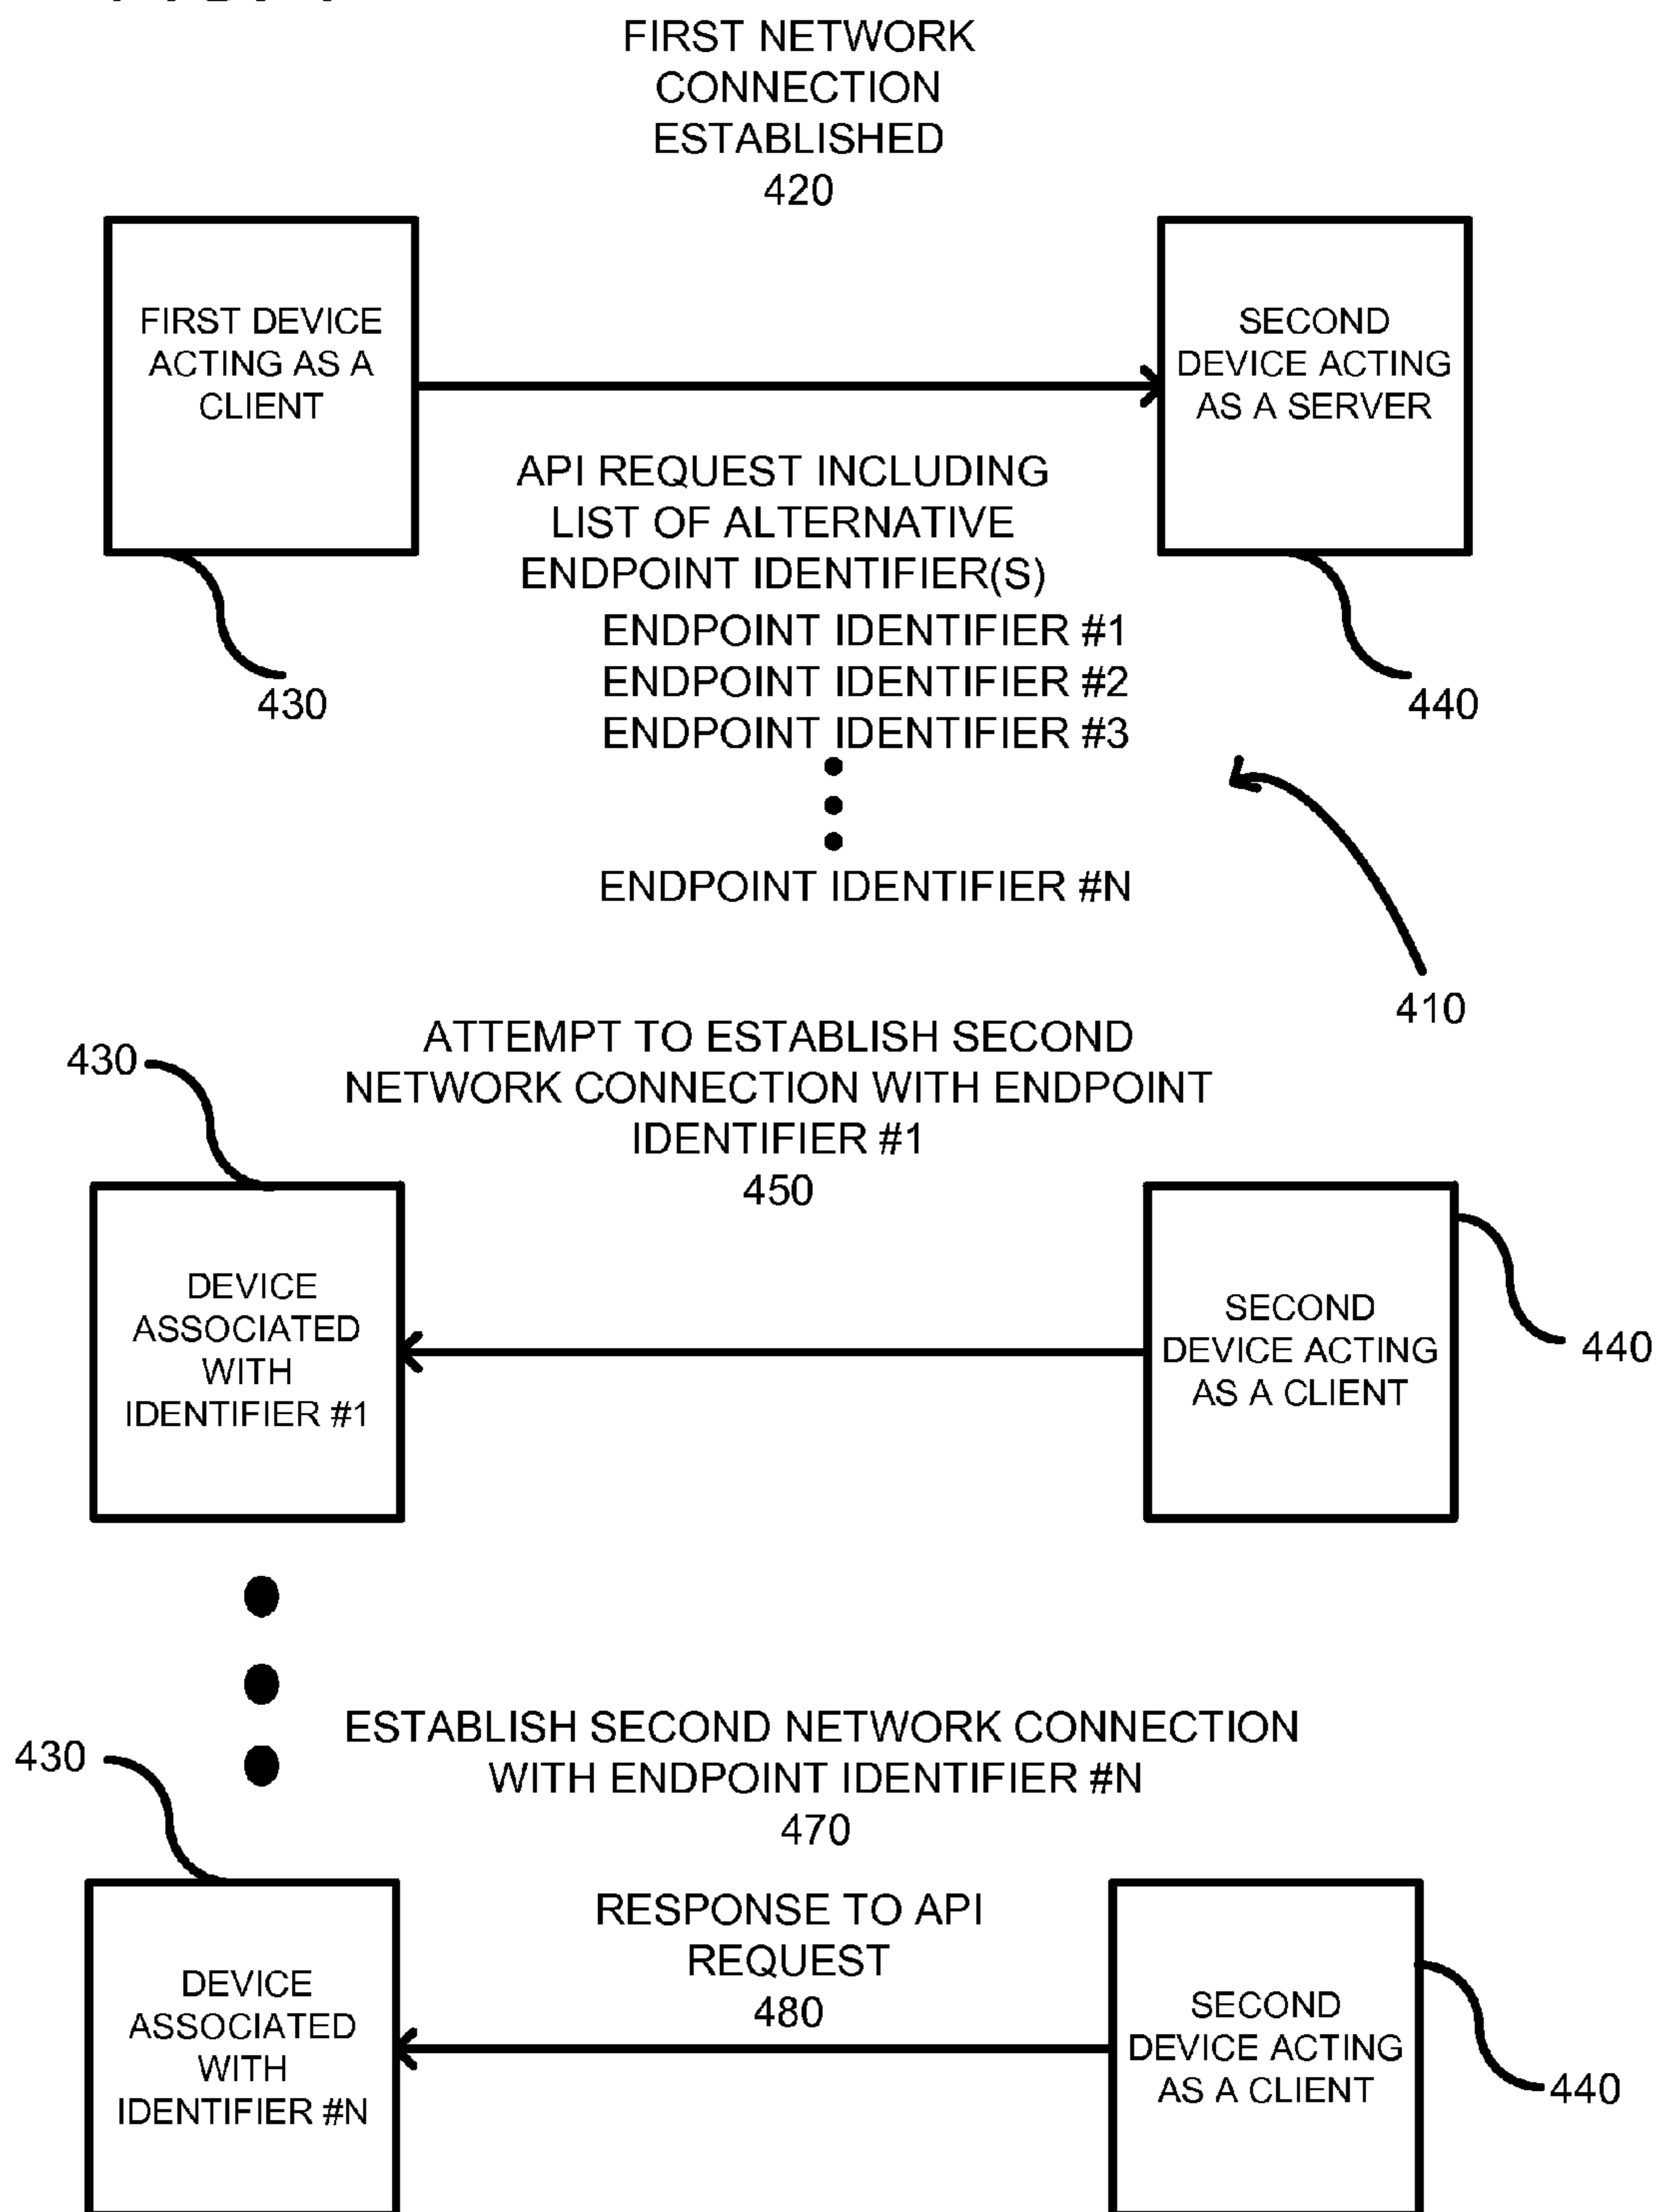 FIRST NETWORK
CONNECTION
ESTABLISHED
420
FIRST DEVICE
ACTING AS A
CLIENT
SECOND
DEVICE ACTING
AS A SERVER
API REQUEST INCLUDING
LIST OF ALTERNATIVE
ENDPOINT IDENTIFIER(S)
ENDPOINT IDENTIFIER #1
ENDPOINT IDENTIFIER #2
ENDPOINT IDENTIFIER #3
ENDPOINT IDENTIFIER #N
430
440
410
ATTEMPT TO ESTABLISH SECOND
NETWORK CONNECTION WITH ENDPOINT
IDENTIFIER #1
450
430
DEVICE
ASSOCIATED
WITH
IDENTIFIER #1
SECOND
DEVICE ACTING
AS A CLIENT
440
ESTABLISH SECOND NETWORK CONNECTION
WITH ENDPOINT IDENTIFIER #N
470
430
RESPONSE TO API
REQUEST
480
DEVICE
ASSOCIATED
WITH
IDENTIFIER #N
SECOND
DEVICE ACTING
AS A CLIENT
440